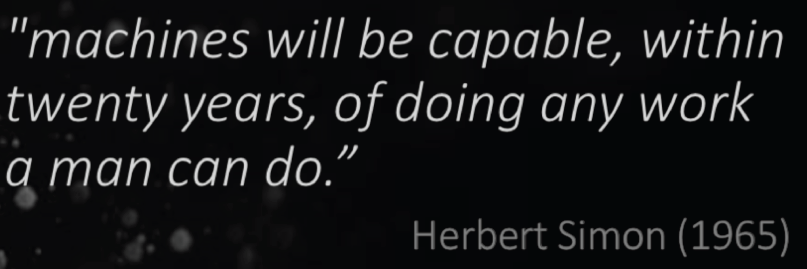 "machines will be capable, within
twenty years, of doing any work
a man can do.”
Herbert Simon (1965)